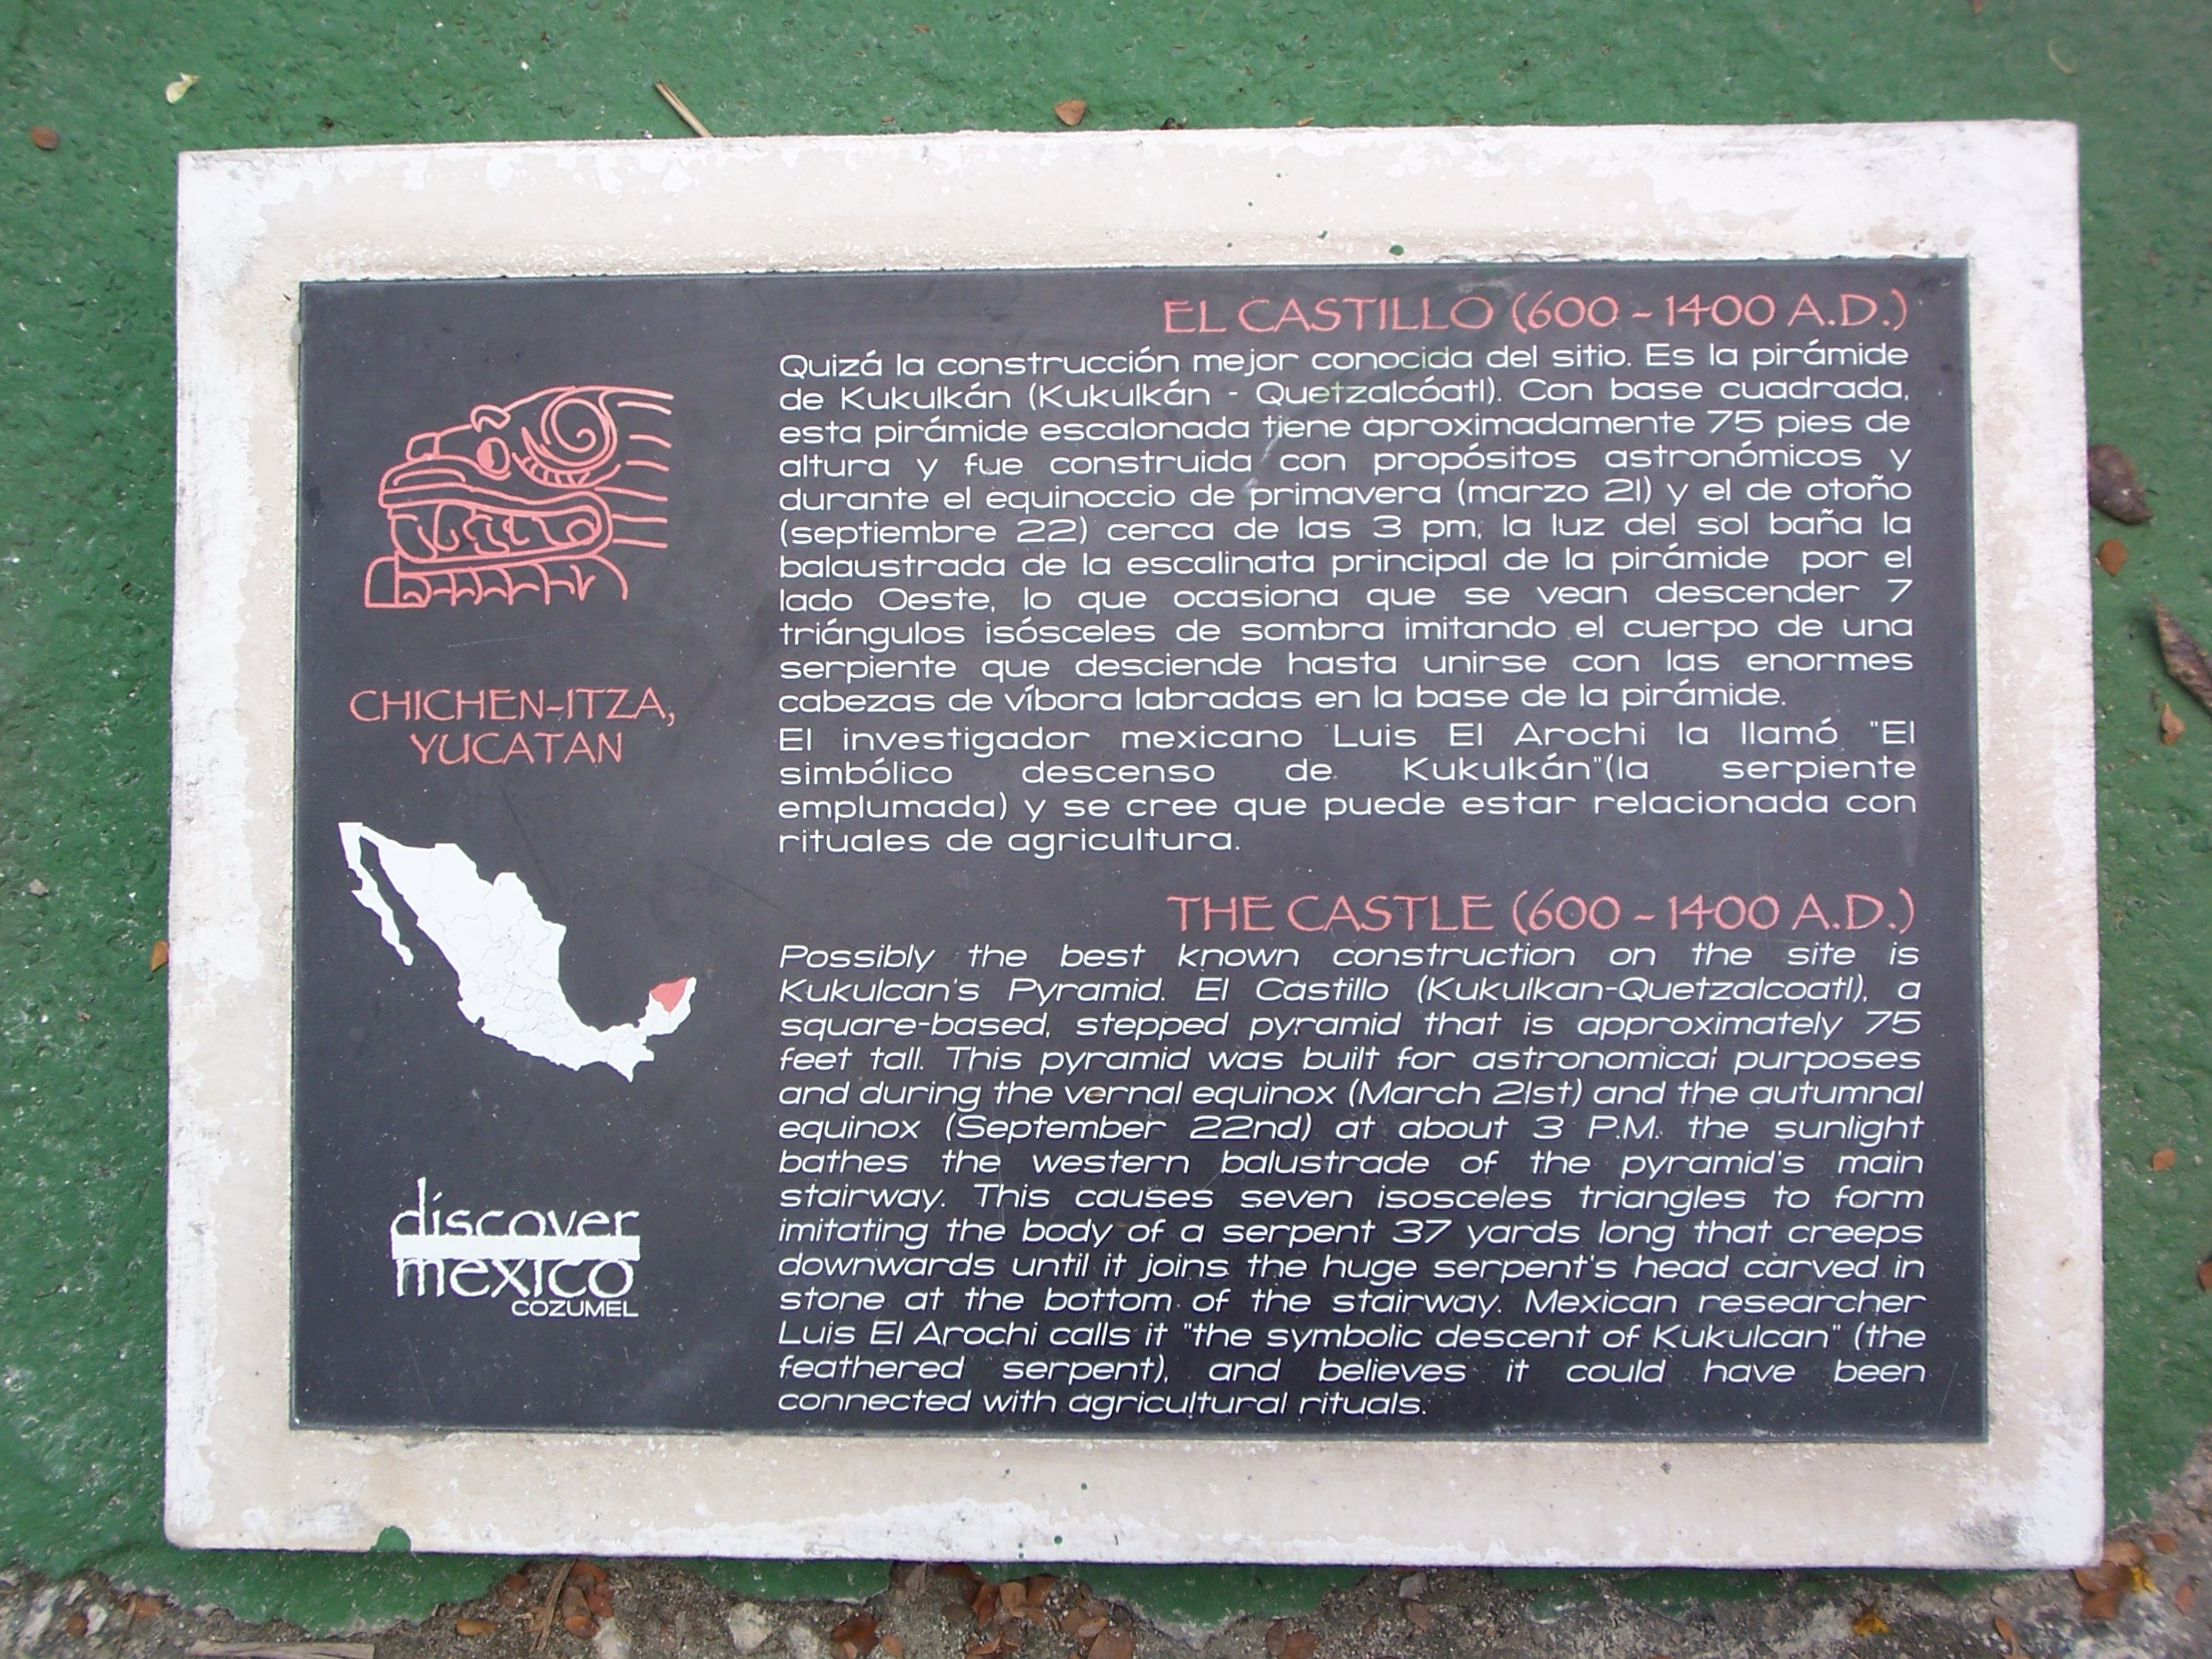 EL CASTILLO (600 - 1400 A.D.)
Quizá la construcción mejor conocida del sitio. Es la pirámide
de Kukulkán (Kukulkán - Quetzalcóatl). Con base cuadrada,
esta pirámide escalonada tiene aproximadamente 75 pies de
altura y fue construida con propósitos astronómicos y
durante el equinoccio de primavera (marzo 21) y el de otoño
(septiembre 22) cerca de las 3 pm, la luz del sol baña la
balaustrada de la escalinata principal de la pirámide por el
lado Oeste, lo que ocasiona que se vean descender 7
triángulos isósceles de sombra imitando el cuerpo de una
serpiente que desciende hasta unirse con las enormes
cabezas de víbora labradas en la base de la pirámide.
El investigador mexicano Luis El Arochi la llamó "El
simbólico descenso de Kukulkán"(la serpiente
emplumada) y se cree que puede estar relacionada con
rituales de agricultura.
CHICHEN-ITZA,
YUCATAN
THE CASTLE (600 - 1400 A.D.)
Possibly the best known construction on the site is
Kukulcan's Pyramid. El Castillo (Kukulkan-Quetzalcoatl), a
square-based, stepped pyramid that is approximately 75
feet tall. This pyramid was built for astronomical purposes
and during the vernal equinox (March 21st) and the autumnal
equinox (September 22nd) at about 3 P.M. the sunlight
bathes the western balustrade of the pyramid's main
stairway. This causes seven isosceles triangles to form
imitating the body of a serpent 37 yards long that creeps
downwards until it joins the huge serpent's head carved in
stone at the bottom of the stairway. Mexican researcher
Luis El Arochi calls it "the symbolic descent of Kukulcan" (the
feathered serpent), and believes it could have been
connected with agricultural rituals.
discover
mexico
COZUMEL